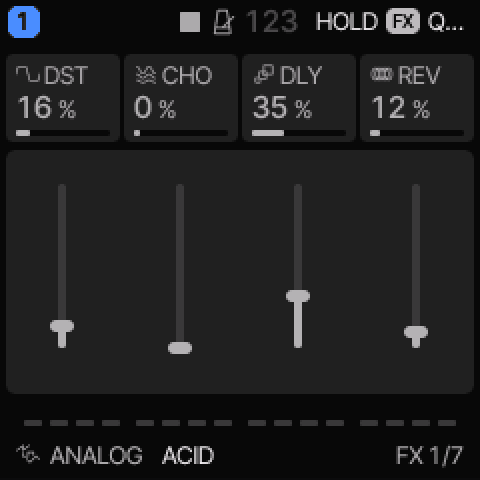 1 123 HOLD FX Q...
DST CHO DLY REV
16 % 0 % 35 % 12 %
ANALOG ACID FX 1/7